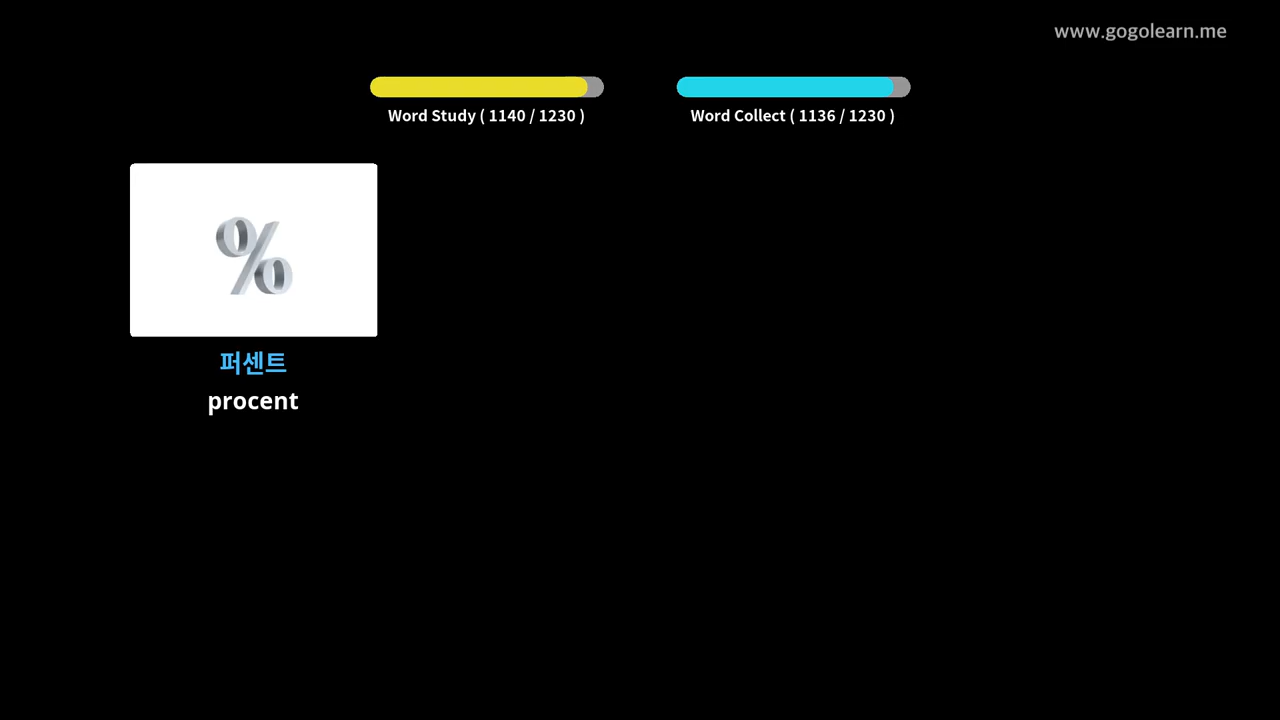 www.gogolearn.me
Word Study ( 1140 / 1230 )
Word Collect ( 1136 / 1230 )
%
퍼센트
procent